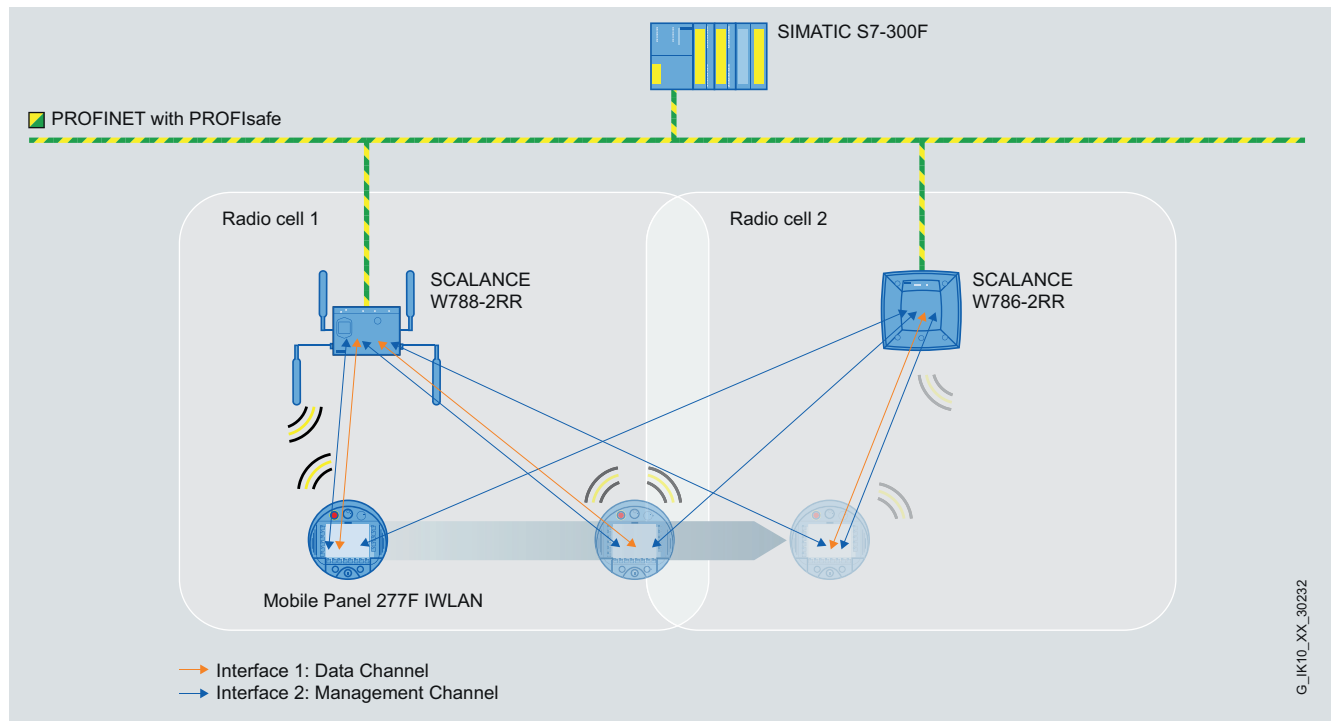 SIMATIC S7-300F
PROFINET with PROFIsafe
Radio cell 1
Radio cell 2
SCALANCE
W788-2RR
SCALANCE
W786-2RR
Mobile Panel 277F IWLAN
Interface 1: Data Channel
Interface 2: Management Channel
G_IK10_XX_30232